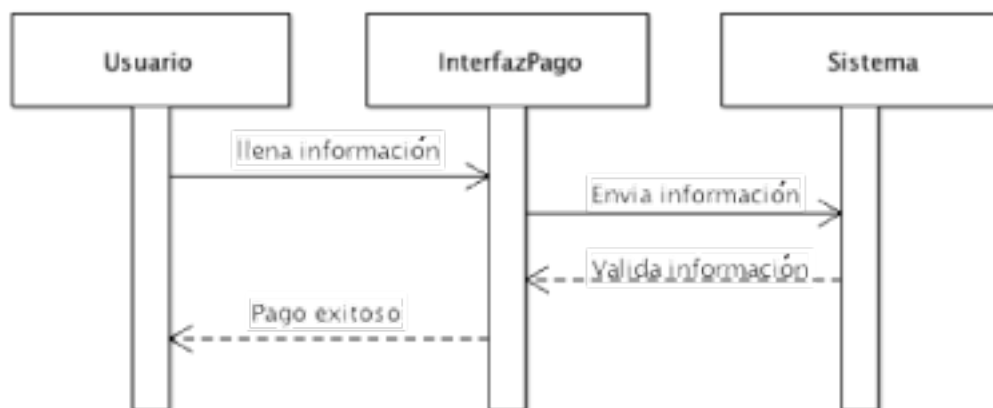 Usuario
InterfazPago
Sistema
llena información
Envia información
Valida información
Pago exitoso